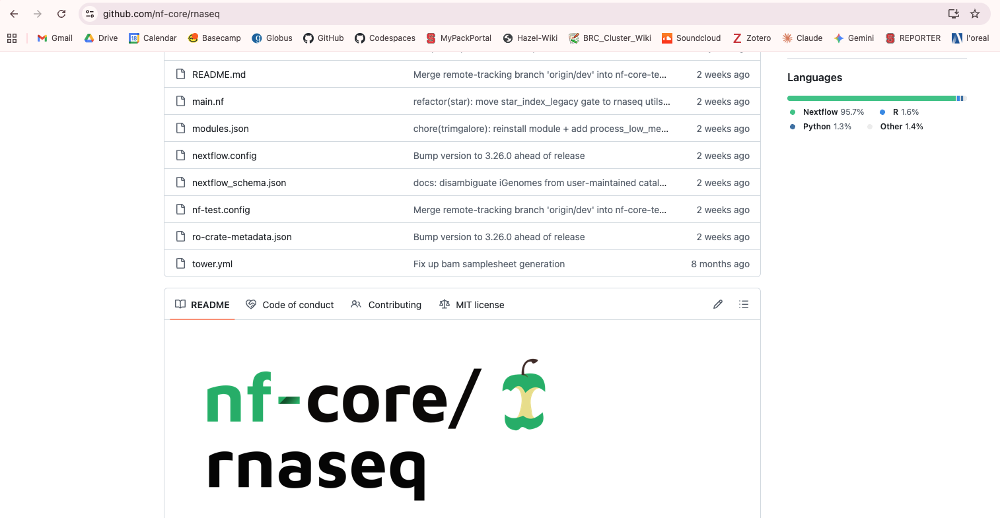 github.com/nf-core/rnaseq
Gmail Drive 18 Calendar Basecamp Globus GitHub Codespaces MyPackPortal Hazel-Wiki BRC_Cluster_Wiki Soundcloud Zotero Claude Gemini REPORTER l'oreal
README.md Merge remote-tracking branch 'origin/dev' into nf-core-te... 2 weeks ago
main.nf refactor(star): move star_index_legacy gate to rnaseq utils... 2 weeks ago
modules.json chore(trimgalore): reinstall module + add process_low_me... 2 weeks ago
nextflow.config Bump version to 3.26.0 ahead of release 2 weeks ago
nextflow_schema.json docs: disambiguate iGenomes from user-maintained catal... 2 weeks ago
nf-test.config Merge remote-tracking branch 'origin/dev' into nf-core-te... 2 weeks ago
ro-crate-metadata.json Bump version to 3.26.0 ahead of release 2 weeks ago
tower.yml Fix up bam samplesheet generation 8 months ago
Languages
Nextflow 95.7% R 1.6%
Python 1.3% Other 1.4%
README Code of conduct Contributing MIT license
nf-core/
rnaseq